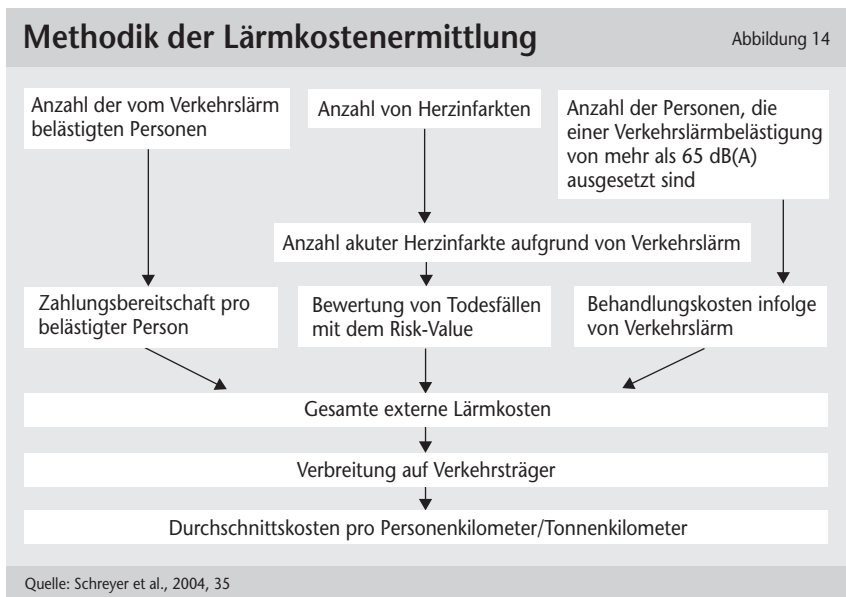 Methodik der Lärmkostenermittlung
Abbildung 14
Anzahl der vom Verkehrslärm
belästigten Personen
Anzahl von Herzinfarkten
Anzahl der Personen, die
einer Verkehrslärmbelästigung
von mehr als 65 dB(A)
ausgesetzt sind
Anzahl akuter Herzinfarkte aufgrund von Verkehrslärm
Zahlungsbereitschaft pro
belästigter Person
Bewertung von Todesfällen
mit dem Risk-Value
Behandlungskosten infolge
von Verkehrslärm
Gesamte externe Lärmkosten
Verbreitung auf Verkehrsträger
Durchschnittskosten pro Personenkilometer/Tonnenkilometer
Quelle: Schreyer et al., 2004, 35